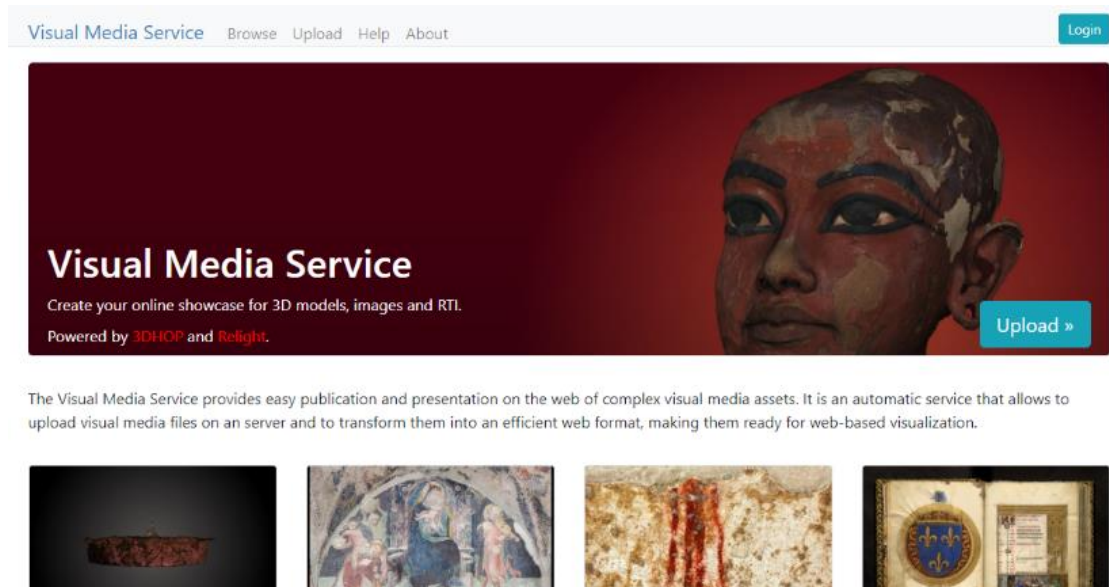 Visual Media Service Browse Upload Help About Login
Visual Media Service
Create your online showcase for 3D models, images and RTI.
Powered by 3DHOP and Relight.
Upload »
The Visual Media Service provides easy publication and presentation on the web of complex visual media assets. It is an automatic service that allows to
upload visual media files on an server and to transform them into an efficient web format, making them ready for web-based visualization.